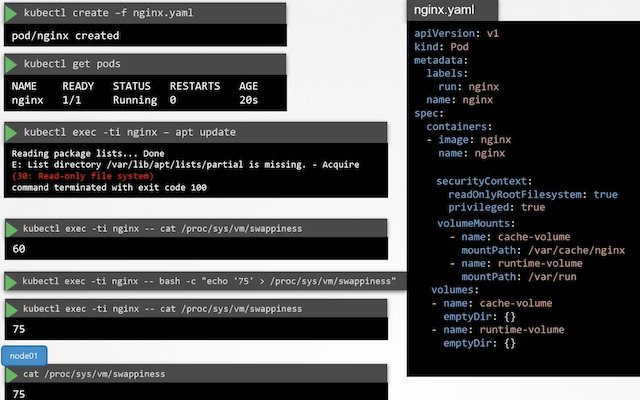 kubectl create –f nginx.yaml
pod/nginx created
kubectl get pods
NAME READY STATUS RESTARTS AGE
nginx 1/1 Running 0 20s
kubectl exec -ti nginx – apt update
Reading package lists... Done
E: List directory /var/lib/apt/lists/partial is missing. - Acquire
(30: Read-only file system)
command terminated with exit code 100
kubectl exec -ti nginx -- cat /proc/sys/vm/swappiness
60
kubectl exec -ti nginx -- bash -c "echo '75' > /proc/sys/vm/swappiness"
kubectl exec -ti nginx -- cat /proc/sys/vm/swappiness
75
node01
cat /proc/sys/vm/swappiness
75
nginx.yaml
apiVersion: v1
kind: Pod
metadata:
  labels:
    run: nginx
  name: nginx
spec:
  containers:
  - image: nginx
    name: nginx
    securityContext:
      readOnlyRootFilesystem: true
      privileged: true
    volumeMounts:
      - name: cache-volume
        mountPath: /var/cache/nginx
      - name: runtime-volume
        mountPath: /var/run
  volumes:
  - name: cache-volume
    emptyDir: {}
  - name: runtime-volume
    emptyDir: {}